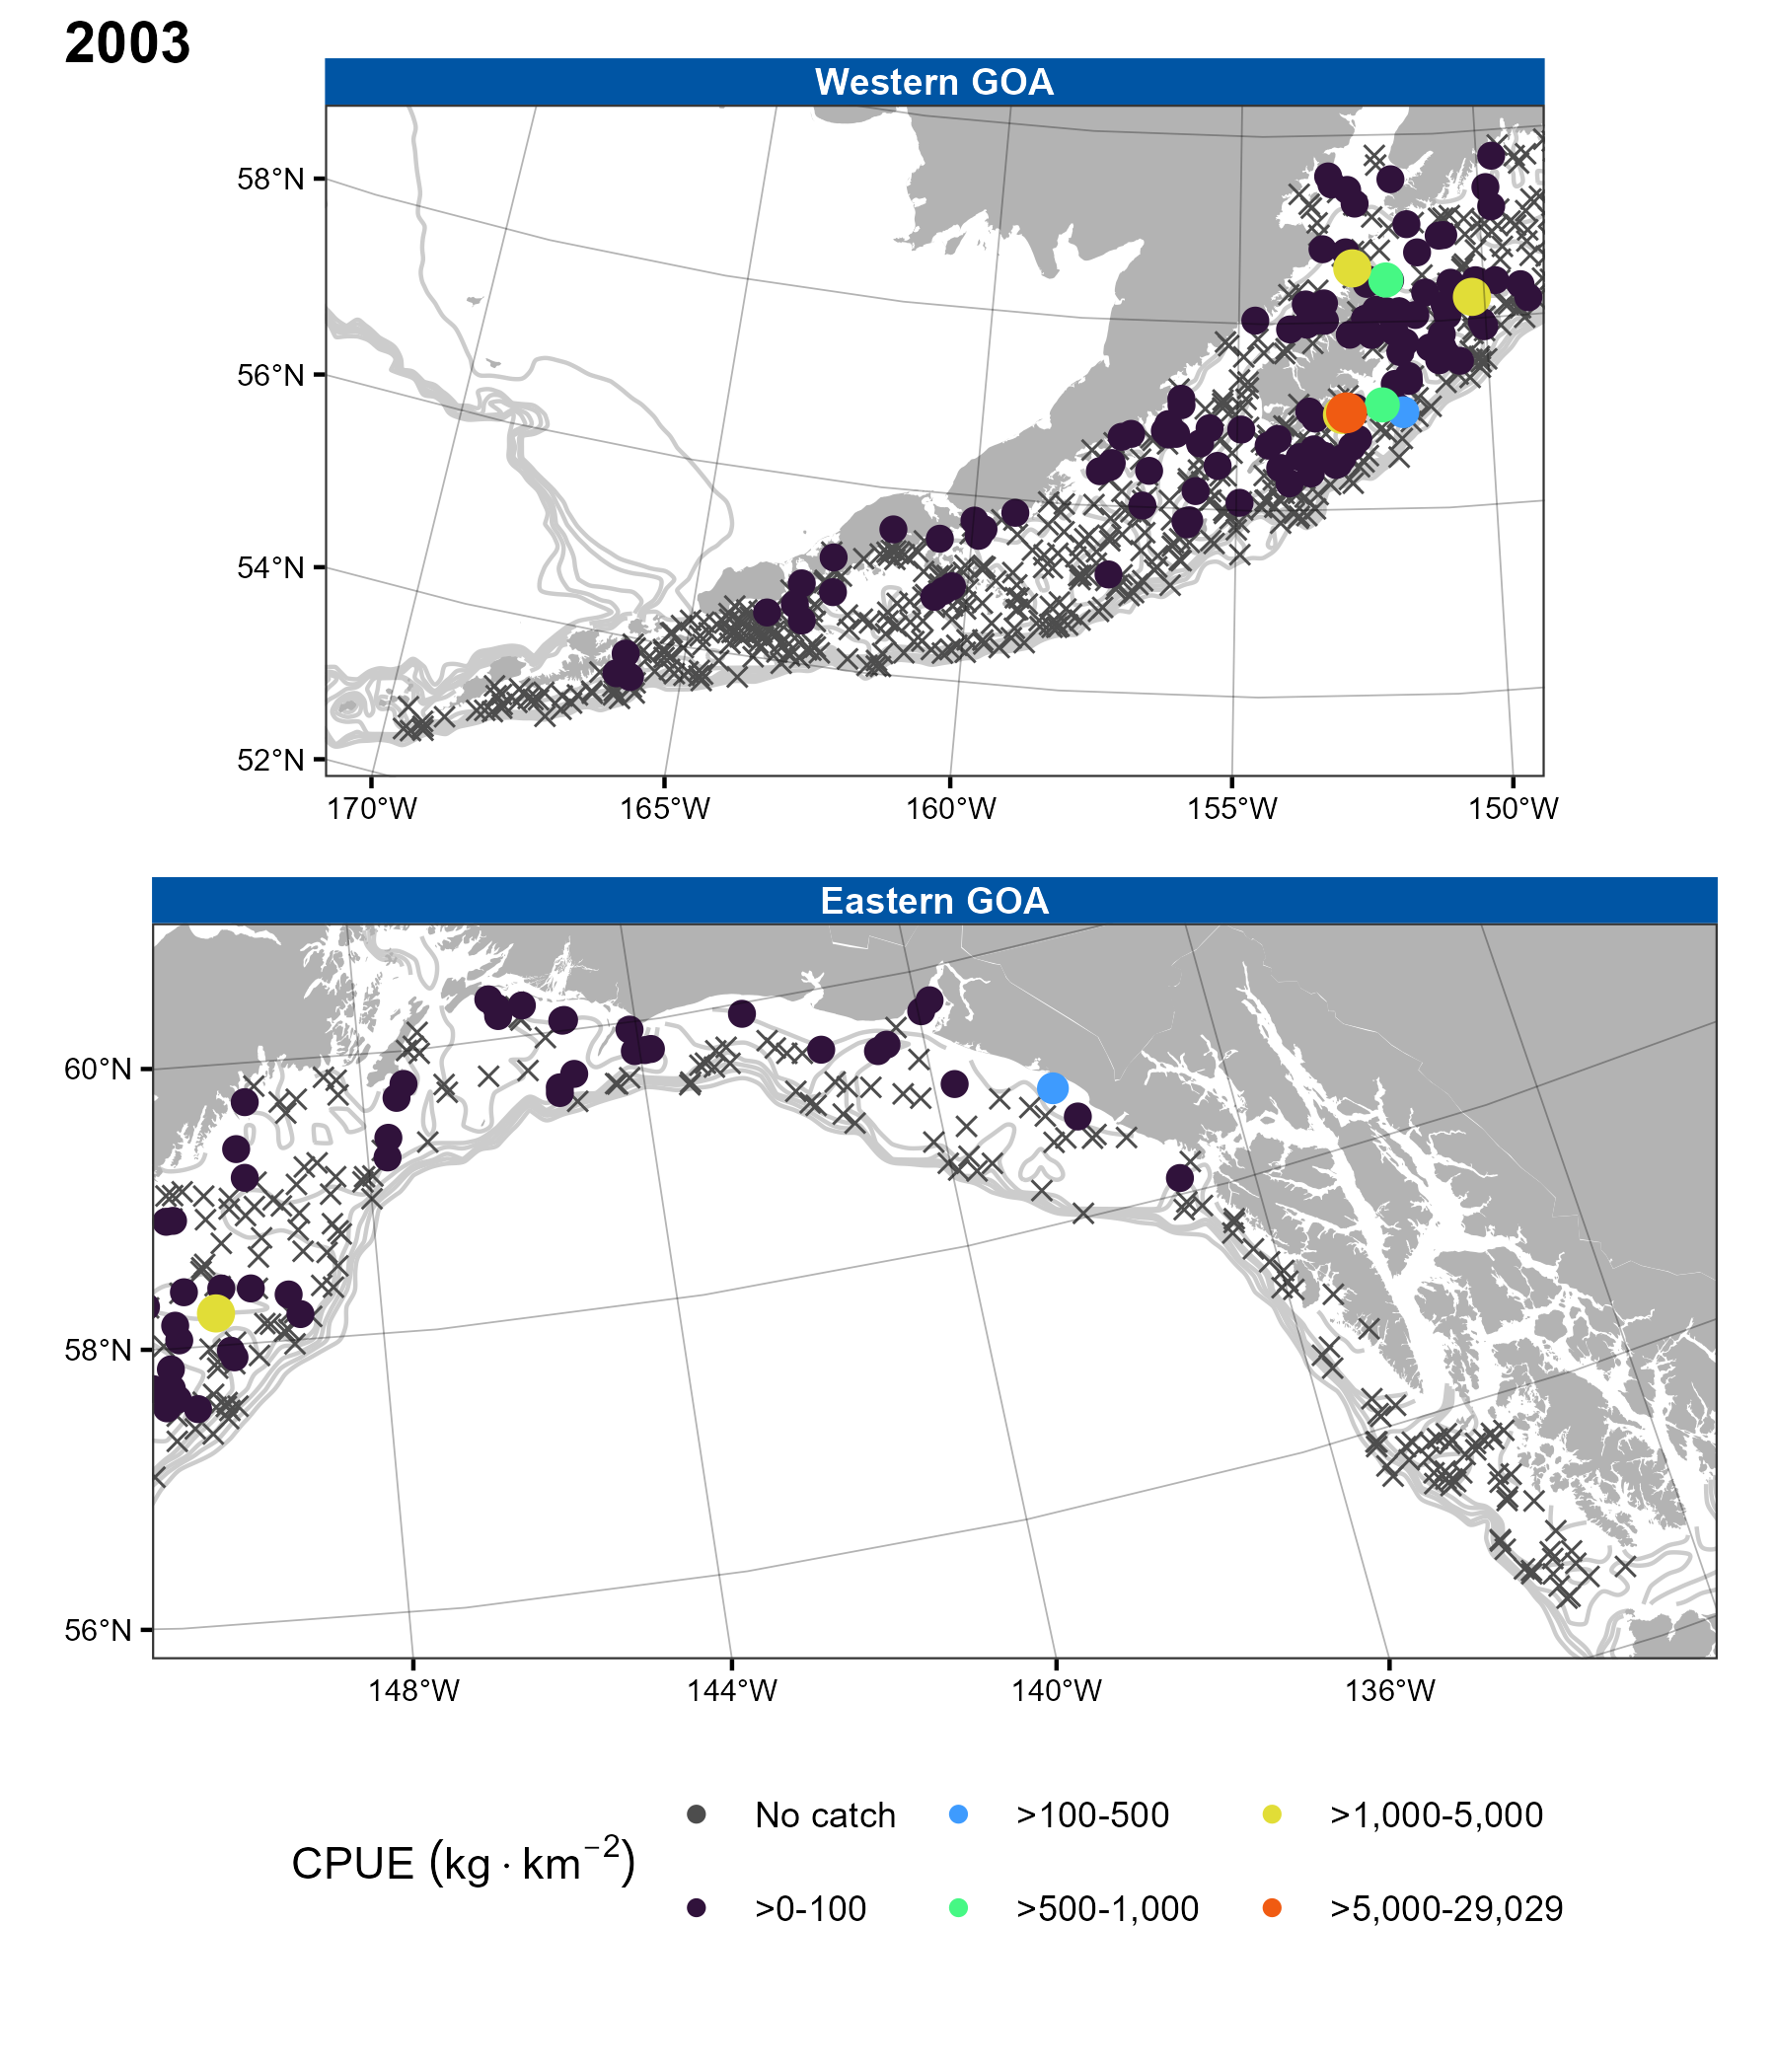 2003
Western GOA
58°N
56°N
54°N
52°N
170°W 165°W 160°W 155°W 150°W
Eastern GOA
60°N
58°N
56°N
148°W 144°W 140°W 136°W
CPUE (kg · km⁻²)
No catch >100-500 >1,000-5,000
>0-100 >500-1,000 >5,000-29,029